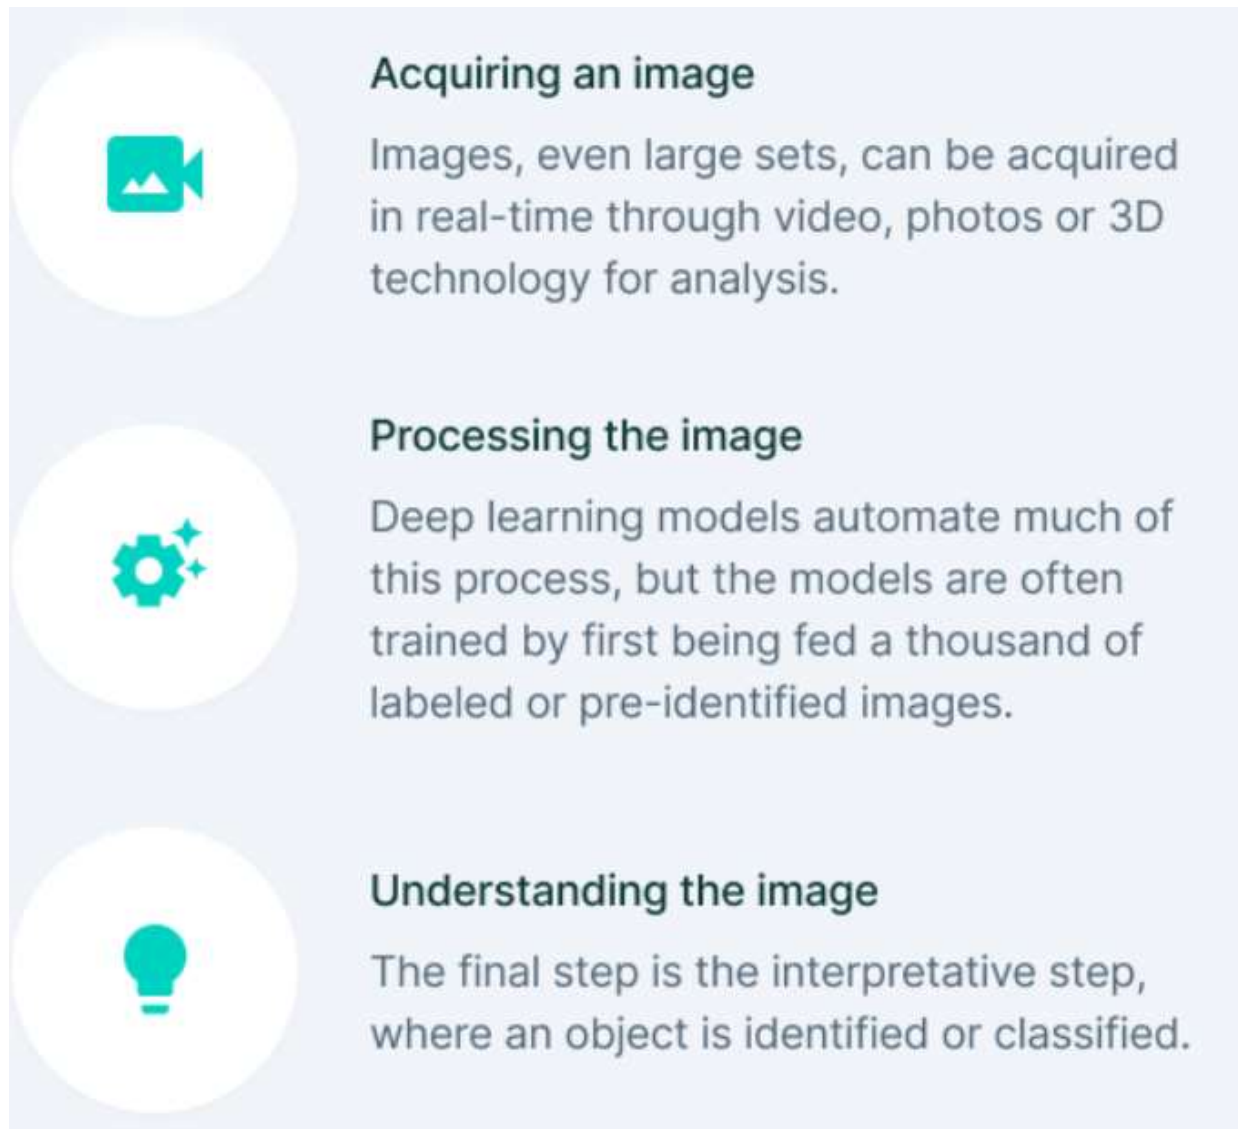 Acquiring an image
Images, even large sets, can be acquired
in real-time through video, photos or 3D
technology for analysis.
Processing the image
Deep learning models automate much of
this process, but the models are often
trained by first being fed a thousand of
labeled or pre-identified images.
Understanding the image
The final step is the interpretative step,
where an object is identified or classified.